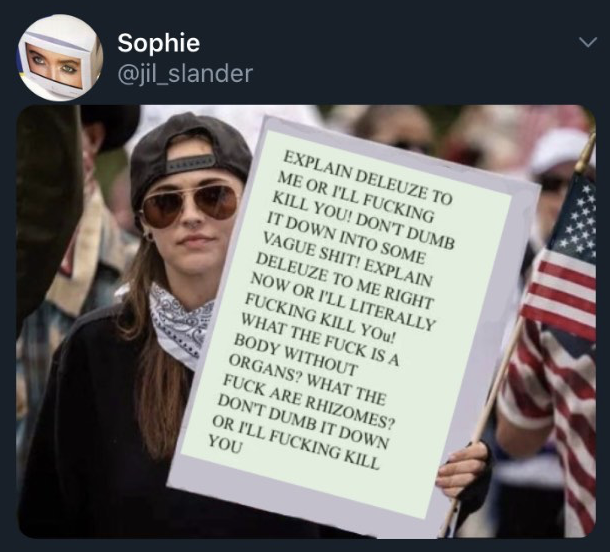 Sophie
@jil_slander
EXPLAIN DELEUZE TO
ME OR I'LL FUCKING
KILL YOU! DON'T DUMB
IT DOWN INTO SOME
VAGUE SHIT! EXPLAIN
DELEUZE TO ME RIGHT
NOW OR I'LL LITERALLY
FUCKING KILL YOu!
WHAT THE FUCK IS A
BODY WITHOUT
ORGANS? WHAT THE
FUCK ARE RHIZOMES?
DON'T DUMB IT DOWN
OR I'LL FUCKING KILL
YOU